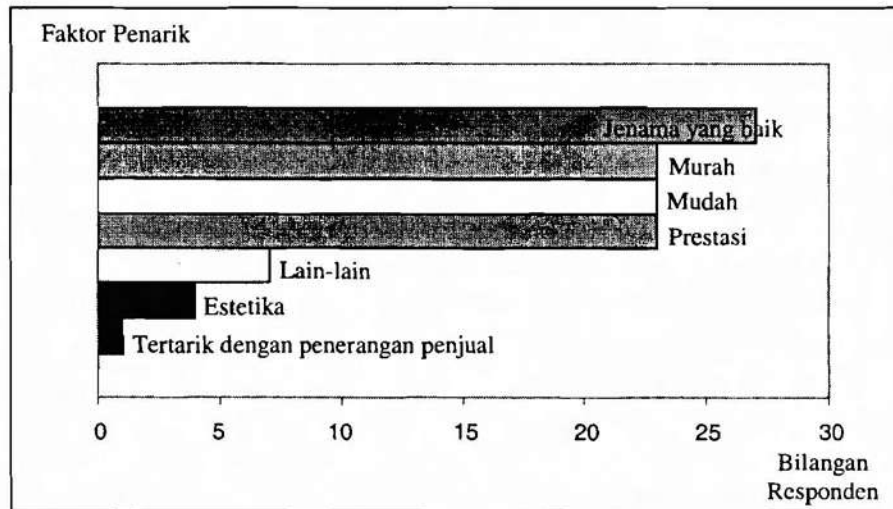 Faktor Penarik
Jenama yang baik
Murah
Mudah
Prestasi
Lain-lain
Estetika
Tertarik dengan penerangan penjual
0 5 10 15 20 25 30
Bilangan
Responden